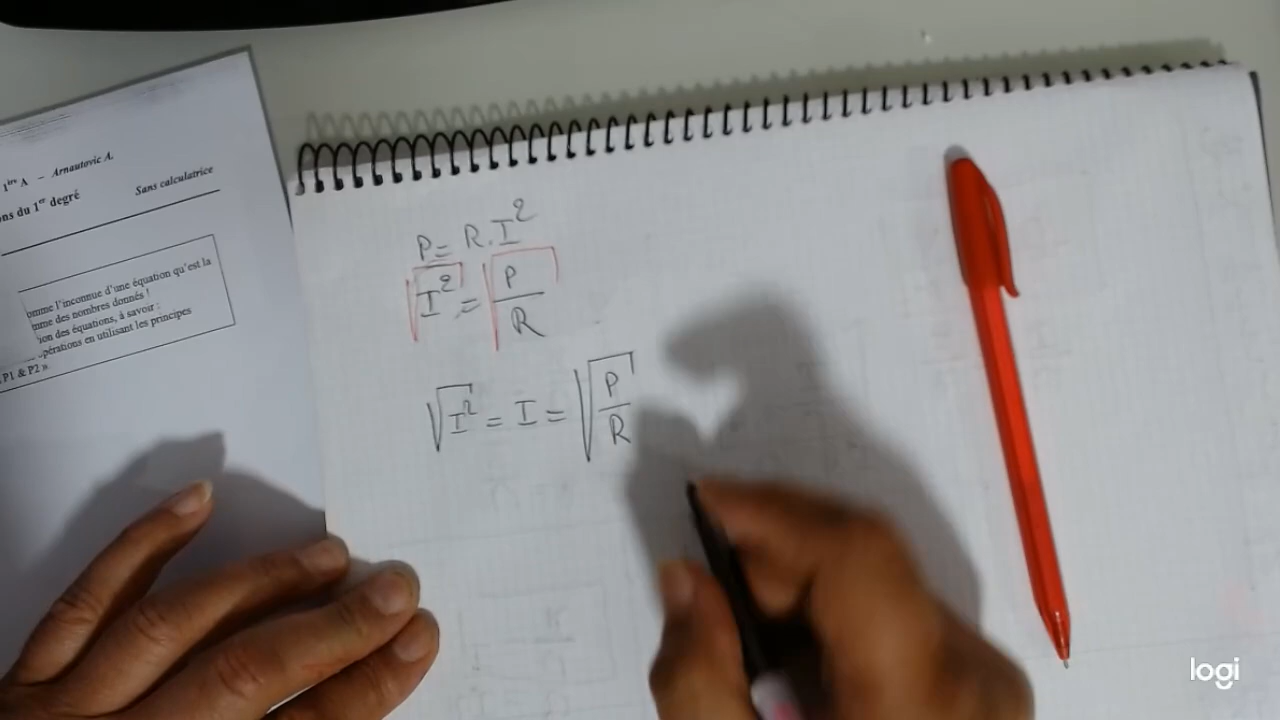 1ère A – Arnautovic A.
ons du 1er degré Sans calculatrice
omme l'inconnue d'une équation qu'est la
mme des nombres donnés !
ion des équations, à savoir :
opérations en utilisant les principes
P1 & P2 »
P = R.I²
√I² = √P/R
√I² = I = √P/R
logi